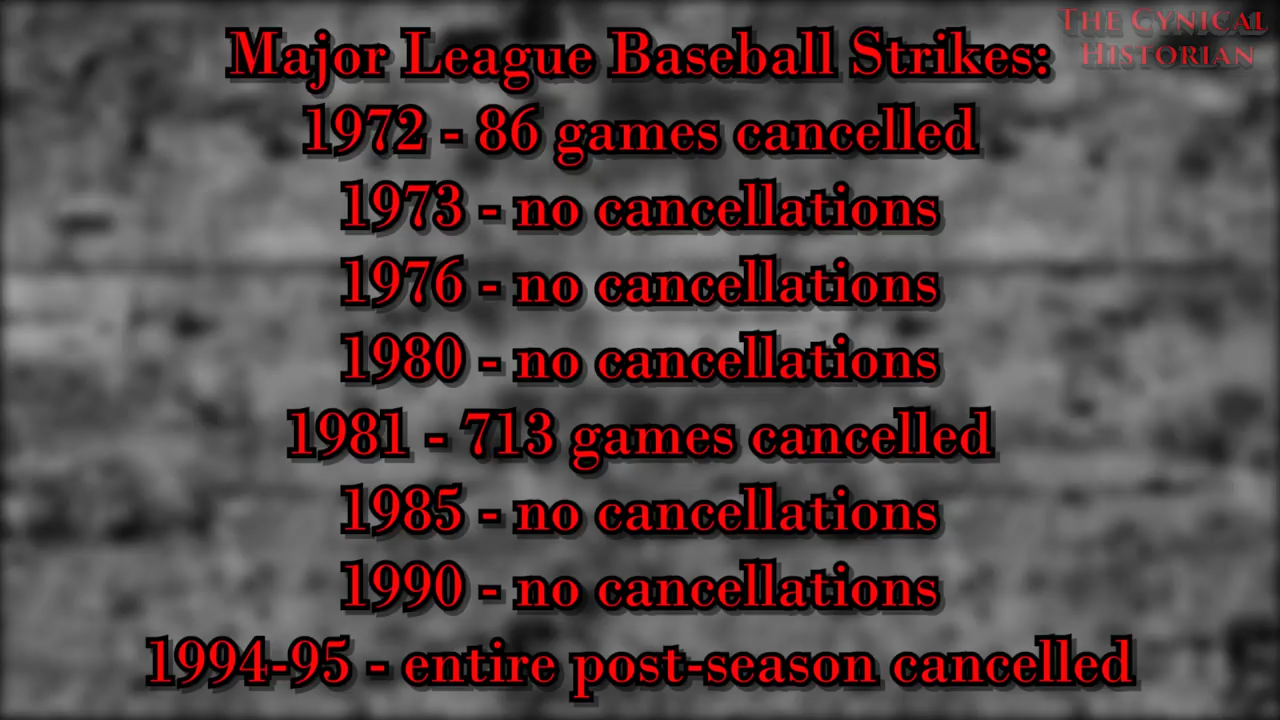 The Cynical
Historian
Major League Baseball Strikes:
1972 - 86 games cancelled
1973 - no cancellations
1976 - no cancellations
1980 - no cancellations
1981 - 713 games cancelled
1985 - no cancellations
1990 - no cancellations
1994-95 - entire post-season cancelled